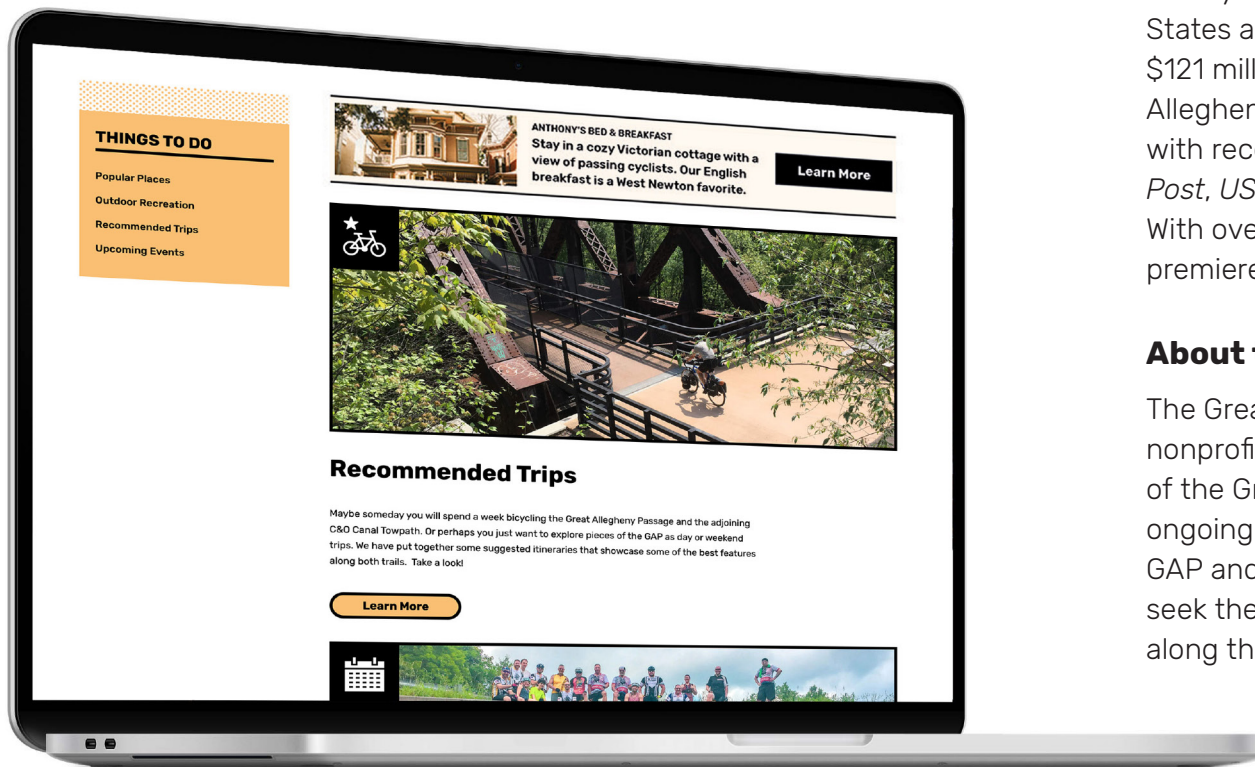 THINGS TO DO
Popular Places
Outdoor Recreation
Recommended Trips
Upcoming Events
ANTHONY'S BED & BREAKFAST
Stay in a cozy Victorian cottage with a
view of passing cyclists. Our English
breakfast is a West Newton favorite.
Learn More
Recommended Trips
Maybe someday you will spend a week bicycling the Great Allegheny Passage and the adjoining
C&O Canal Towpath. Or perhaps you just want to explore pieces of the GAP as day or weekend
trips. We have put together some suggested itineraries that showcase some of the best features
along both trails. Take a look!
Learn More
States a
$121 mill
Allegher
with rec
Post, US
With ove
premiere
About
The Grea
nonprofi
of the Gr
ongoing
GAP and
seek the
along th